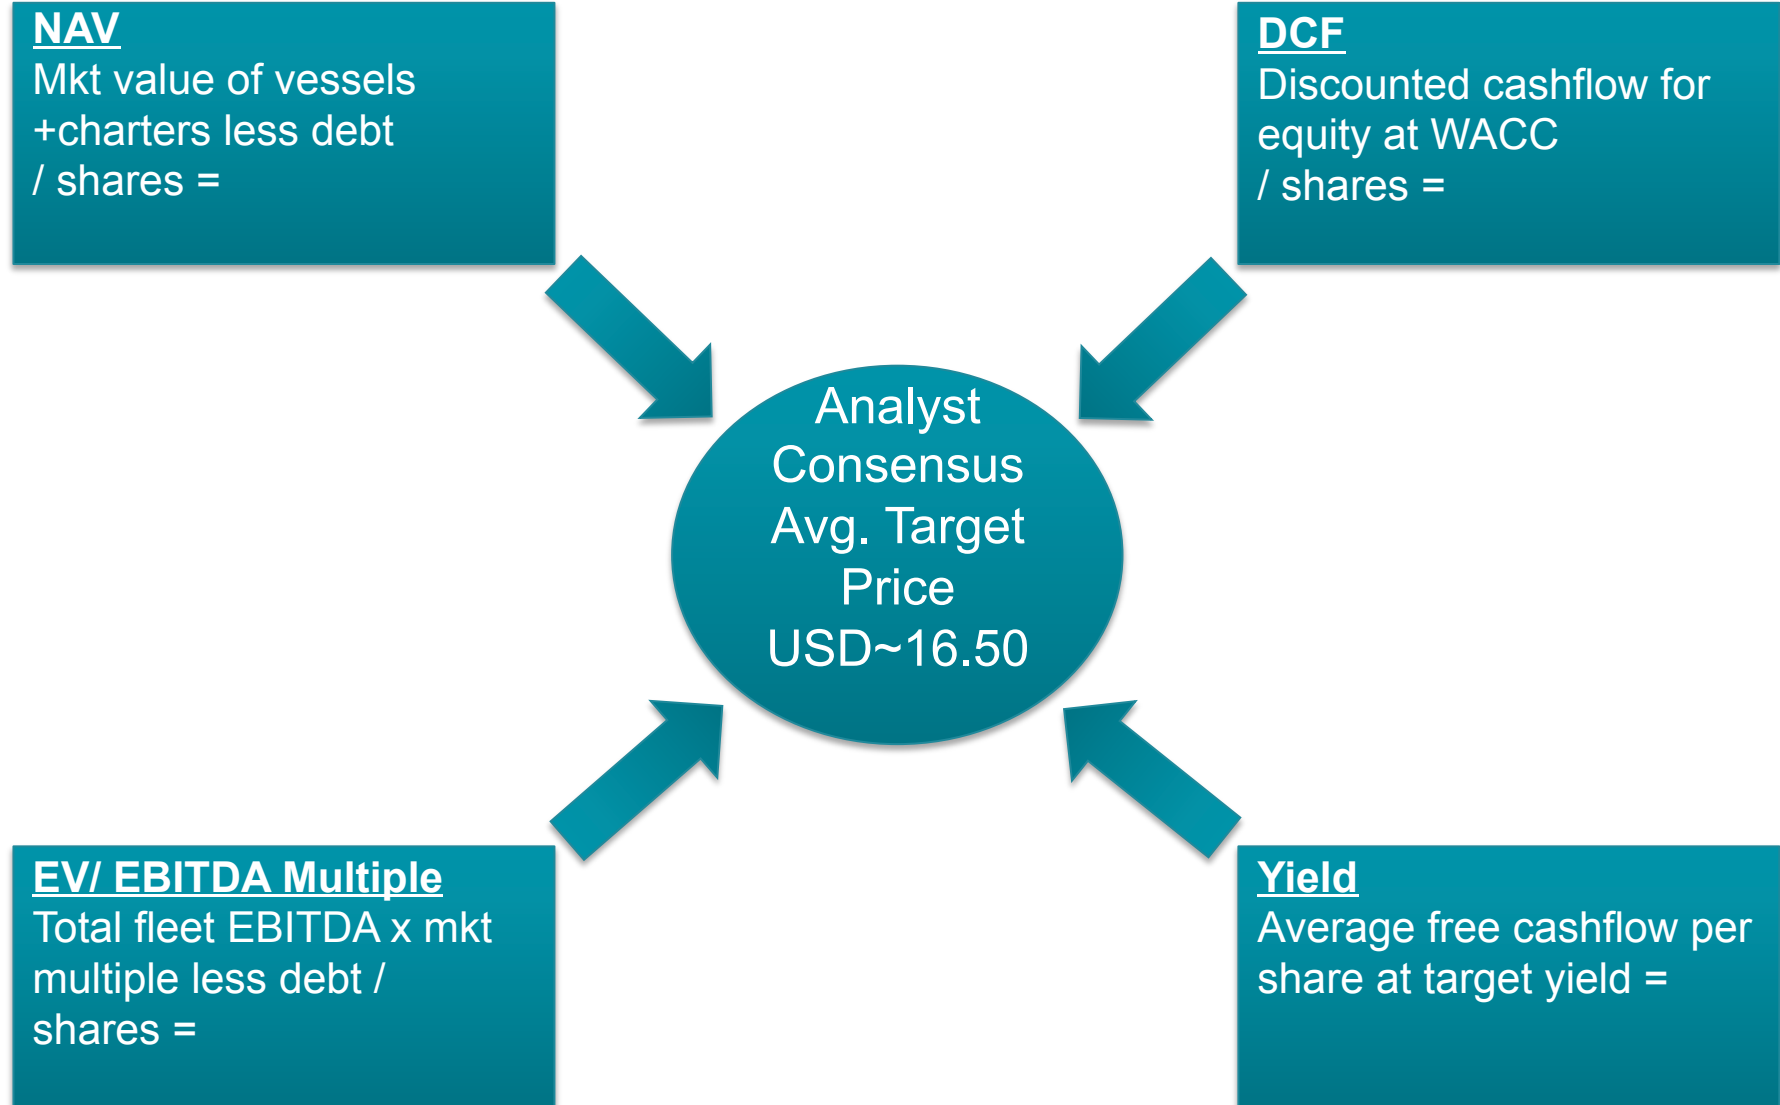 NAV
Mkt value of vessels
+charters less debt
/ shares =
DCF
Discounted cashflow for
equity at WACC
/ shares =
Analyst
Consensus
Avg. Target
Price
USD~16.50
EV/ EBITDA Multiple
Total fleet EBITDA x mkt
multiple less debt /
shares =
Yield
Average free cashflow per
share at target yield =